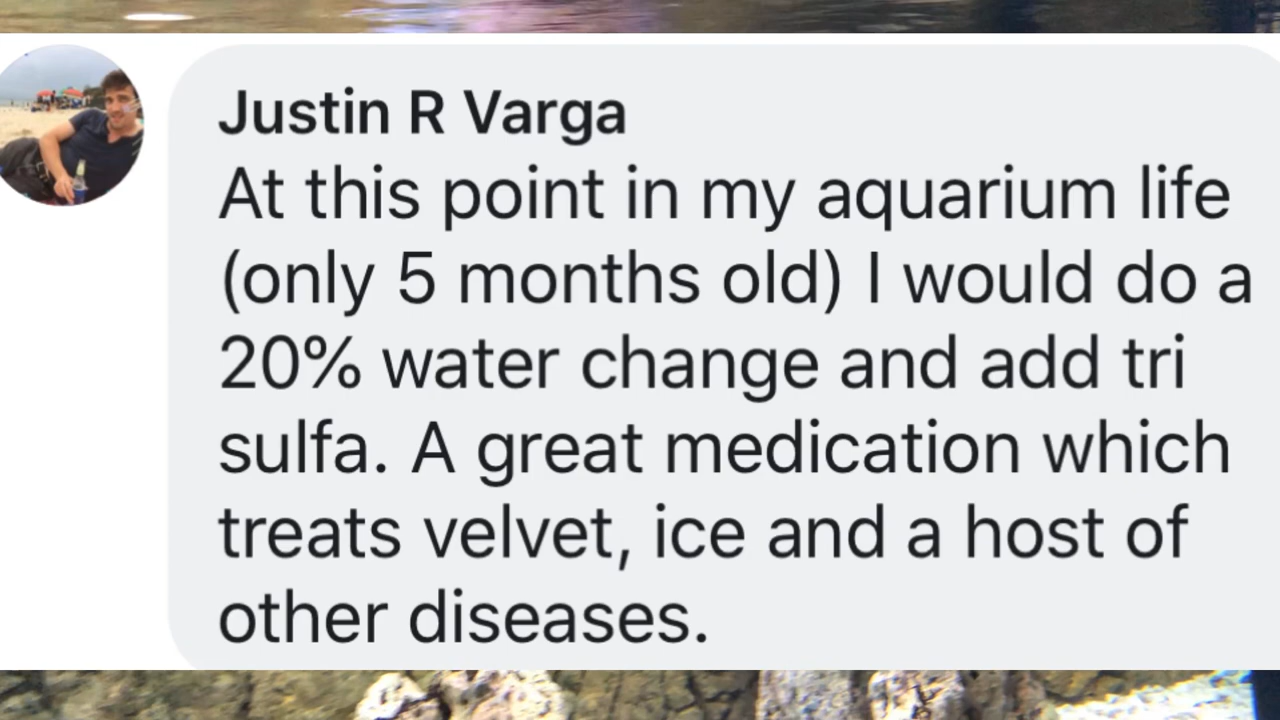 Justin R Varga
At this point in my aquarium life
(only 5 months old) I would do a
20% water change and add tri
sulfa. A great medication which
treats velvet, ice and a host of
other diseases.